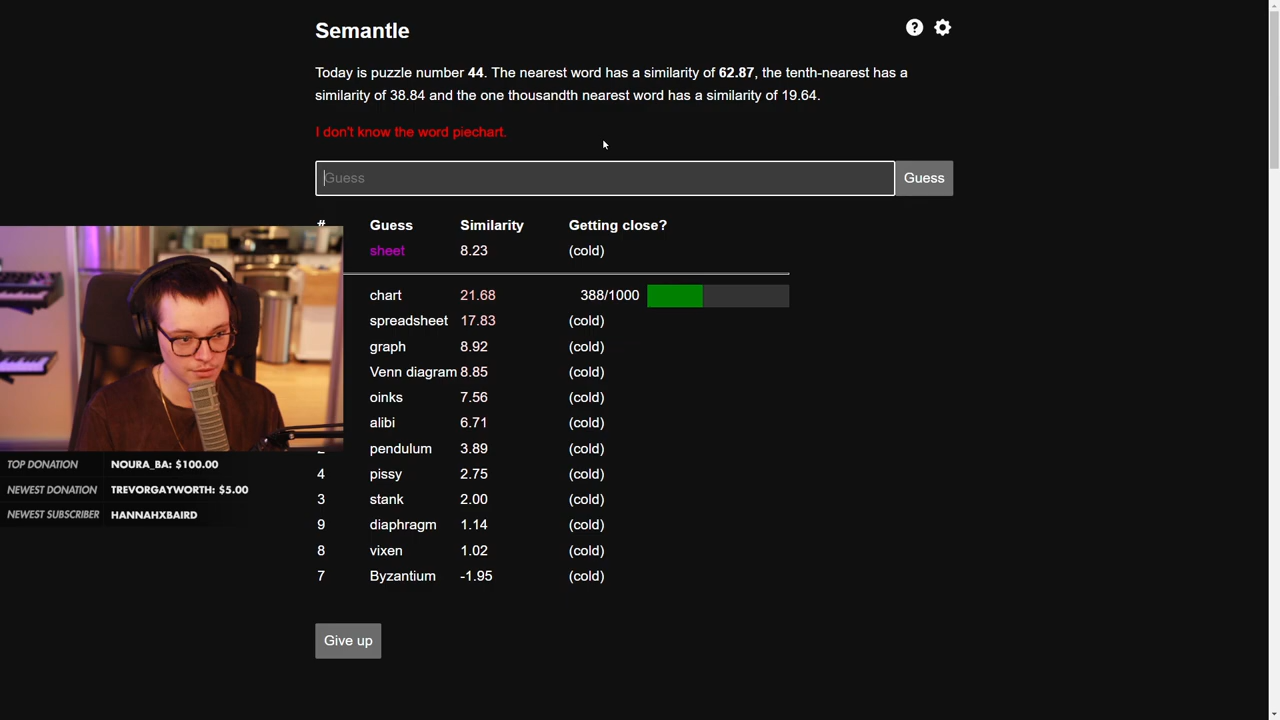 Semantle
Today is puzzle number 44. The nearest word has a similarity of 62.87, the tenth-nearest has a
similarity of 38.84 and the one thousandth nearest word has a similarity of 19.64.
I don't know the word piechart.
Guess Guess
# Guess Similarity Getting close?
sheet 8.23 (cold)
chart 21.68 388/1000
spreadsheet 17.83 (cold)
graph 8.92 (cold)
Venn diagram 8.85 (cold)
oinks 7.56 (cold)
alibi 6.71 (cold)
pendulum 3.89 (cold)
4 pissy 2.75 (cold)
3 stank 2.00 (cold)
9 diaphragm 1.14 (cold)
8 vixen 1.02 (cold)
7 Byzantium -1.95 (cold)
Give up
TOP DONATION NOURA_BA: $100.00
NEWEST DONATION TREVORGAYWORTH: $5.00
NEWEST SUBSCRIBER HANNAHXBAIRD